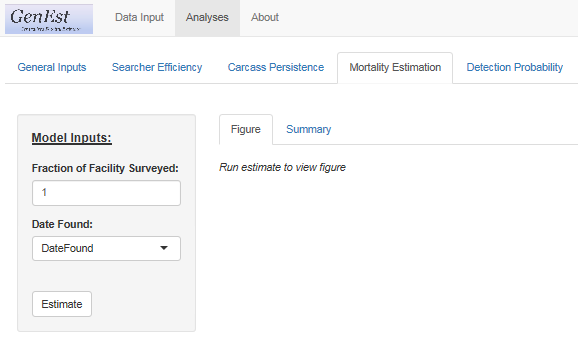 GenEst
Data Input
Analyses
About
General Inputs
Searcher Efficiency
Carcass Persistence
Mortality Estimation
Detection Probability
Model Inputs:
Fraction of Facility Surveyed:
1
Date Found:
DateFound
Estimate
Figure
Summary
Run estimate to view figure